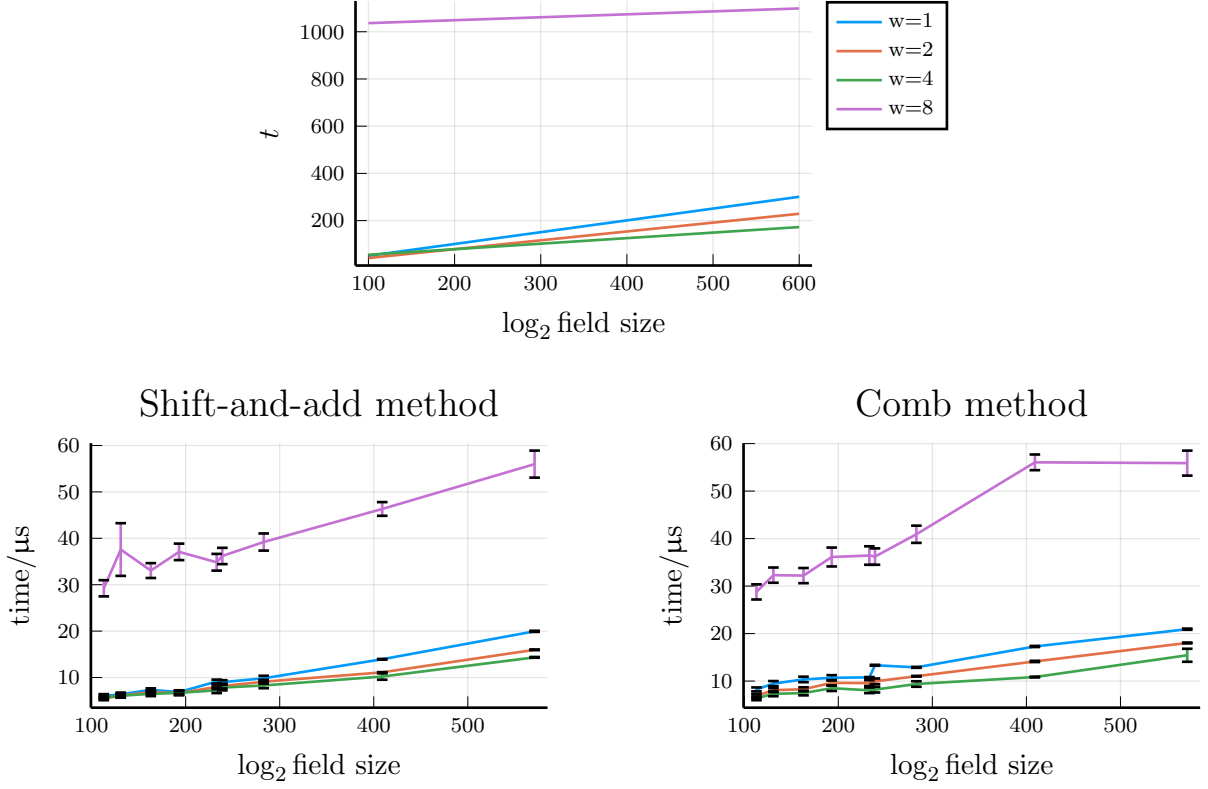 1000
800
600
400
200
t
100 200 300 400 500 600
log₂ field size
w=1
w=2
w=4
w=8
Shift-and-add method
60
50
40
30
20
10
time/μs
100 200 300 400 500
log₂ field size
Comb method
60
50
40
30
20
10
time/μs
100 200 300 400 500
log₂ field size